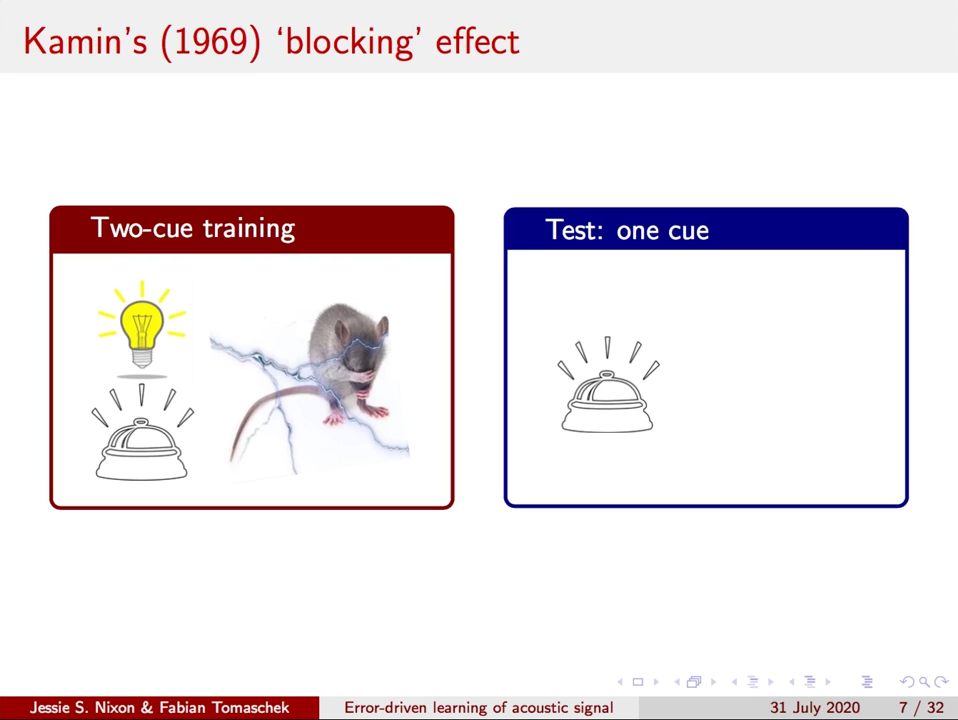 Kamin's (1969) ‘blocking’ effect
Two-cue training
Test: one cue
Jessie S. Nixon & Fabian Tomaschek
Error-driven learning of acoustic signal
31 July 2020
7 / 32